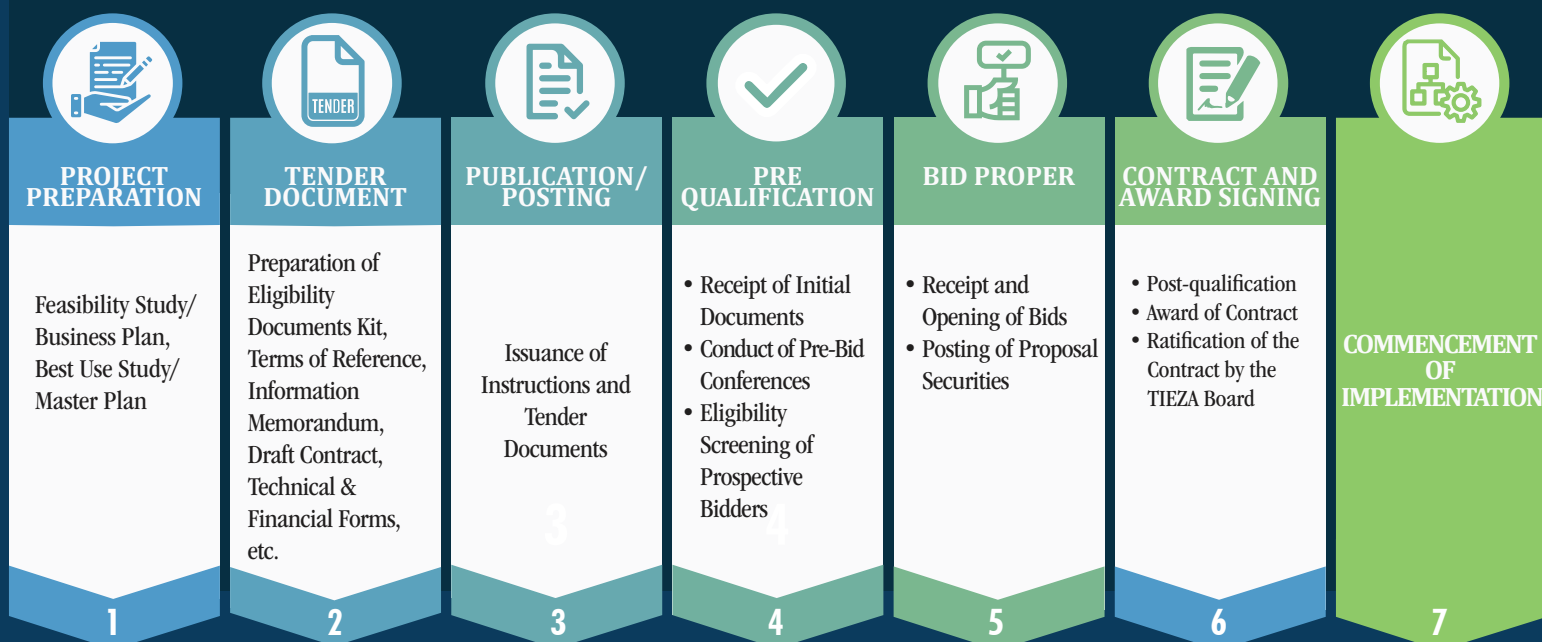 TENDER
PROJECT
PREPARATION
Feasibility Study/
Business Plan,
Best Use Study/
Master Plan
1
TENDER
DOCUMENT
Preparation of
Eligibility
Documents Kit,
Terms of Reference,
Information
Memorandum,
Draft Contract,
Technical &
Financial Forms,
etc.
2
PUBLICATION/
POSTING
Issuance of
Instructions and
Tender
Documents
3
3
PRE
QUALIFICATION
• Receipt of Initial
Documents
• Conduct of Pre-Bid
Conferences
• Eligibility
Screening of
Prospective
Bidders
4
4
BID PROPER
• Receipt and
Opening of Bids
• Posting of Proposal
Securities
5
CONTRACT AND
AWARD SIGNING
• Post-qualification
• Award of Contract
• Ratification of the
Contract by the
TIEZA Board
6
COMMENCEMENT
OF
IMPLEMENTATION
7